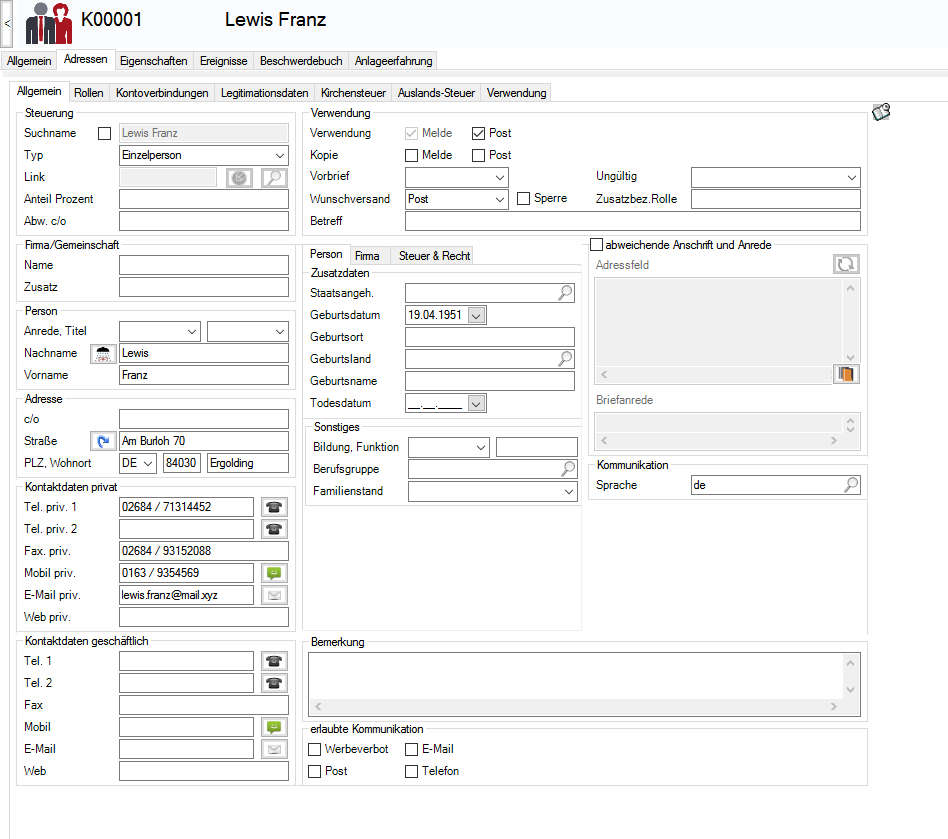 <
K00001 Lewis Franz
Allgemein Adressen Eigenschaften Ereignisse Beschwerdebuch Anlageerfahrung
Allgemein Rollen Kontoverbindungen Legitimationsdaten Kirchensteuer Auslands-Steuer Verwendung
Steuerung
Suchname Lewis Franz
Typ Einzelperson
Link
Anteil Prozent
Abw. c/o
Verwendung
Verwendung Melde Post
Kopie Melde Post
Vorbrief Ungültig
Wunschversand Post Sperre Zusatzbez.Rolle
Betreff
Firma/Gemeinschaft
Name
Zusatz
Person
Anrede, Titel
Nachname Lewis
Vorname Franz
Adresse
c/o
Straße Am Burloh 70
PLZ, Wohnort DE 84030 Ergolding
Kontaktdaten privat
Tel. priv. 1 02684 / 71314452
Tel. priv. 2
Fax. priv. 02684 / 93152088
Mobil priv. 0163 / 9354569
E-Mail priv. lewis.franz@mail.xyz
Web priv.
Kontaktdaten geschäftlich
Tel. 1
Tel. 2
Fax
Mobil
E-Mail
Web
Person Firma Steuer & Recht
Zusatzdaten
Staatsangeh.
Geburtsdatum 19.04.1951
Geburtsort
Geburtsland
Geburtsname
Todesdatum __.__.____
Sonstiges
Bildung, Funktion
Berufsgruppe
Familienstand
abweichende Anschrift und Anrede
Adressfeld
Briefanrede
Kommunikation
Sprache de
Bemerkung
erlaubte Kommunikation
Werbeverbot E-Mail
Post Telefon